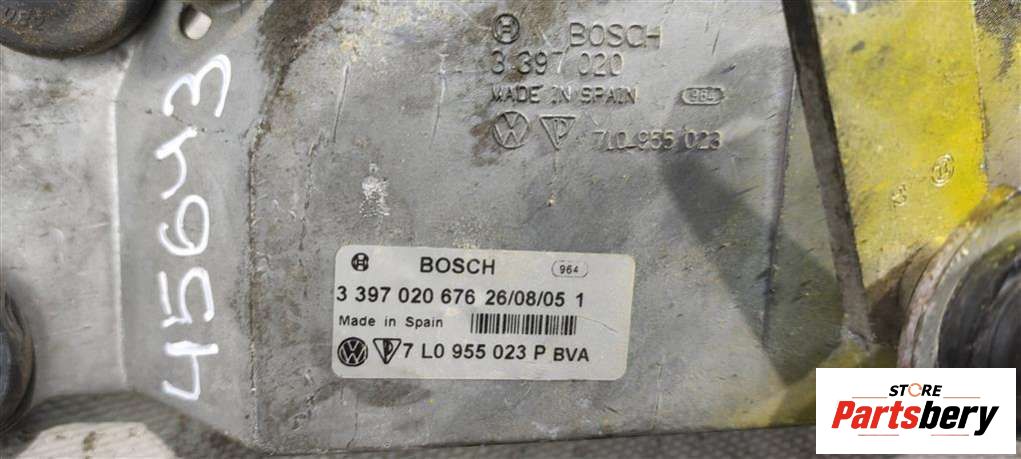 45643
BOSCH
3 397 020
MADE IN SPAIN 964
7L0 955 023
14
BOSCH 964
3 397 020 676 26/08/05 1
Made in Spain
7 L0 955 023 P BVA
STORE
Partsbery